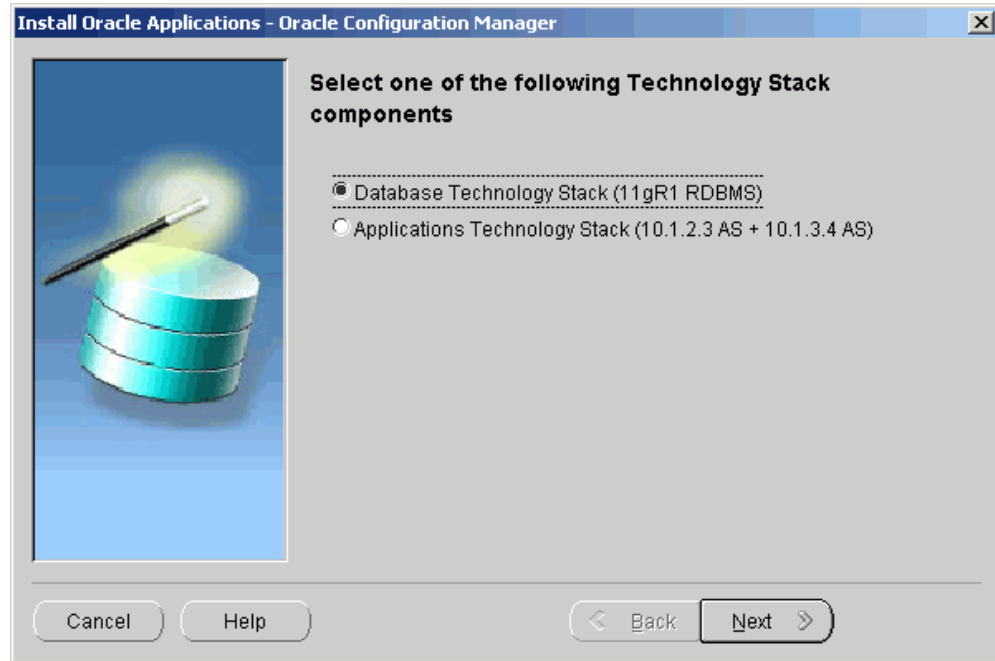 Install Oracle Applications - Oracle Configuration Manager
Select one of the following Technology Stack
components
Database Technology Stack (11gR1 RDBMS)
Applications Technology Stack (10.1.2.3 AS + 10.1.3.4 AS)
Cancel Help Back Next